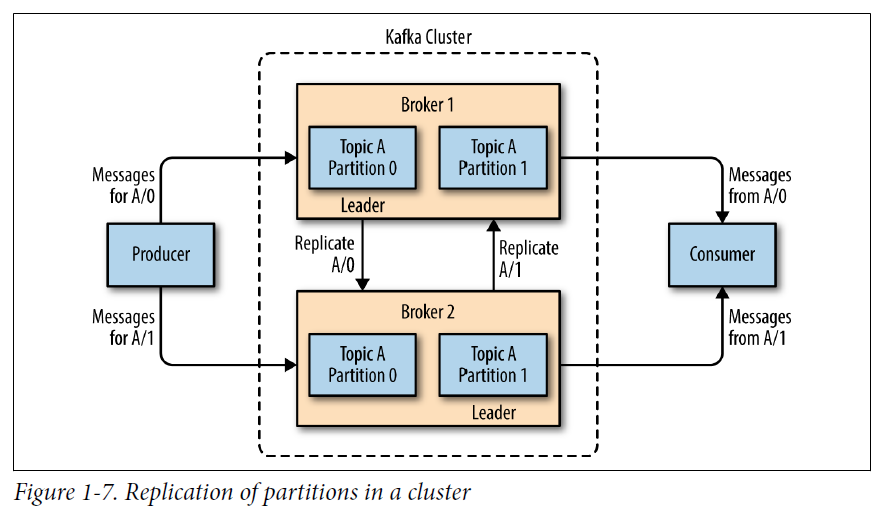 Kafka Cluster
Broker 1
Topic A
Partition 0
Topic A
Partition 1
Leader
Messages
for A/0
Messages
from A/0
Producer
Replicate
A/0
Replicate
A/1
Consumer
Messages
for A/1
Broker 2
Messages
from A/1
Topic A
Partition 0
Topic A
Partition 1
Leader
Figure 1-7. Replication of partitions in a cluster